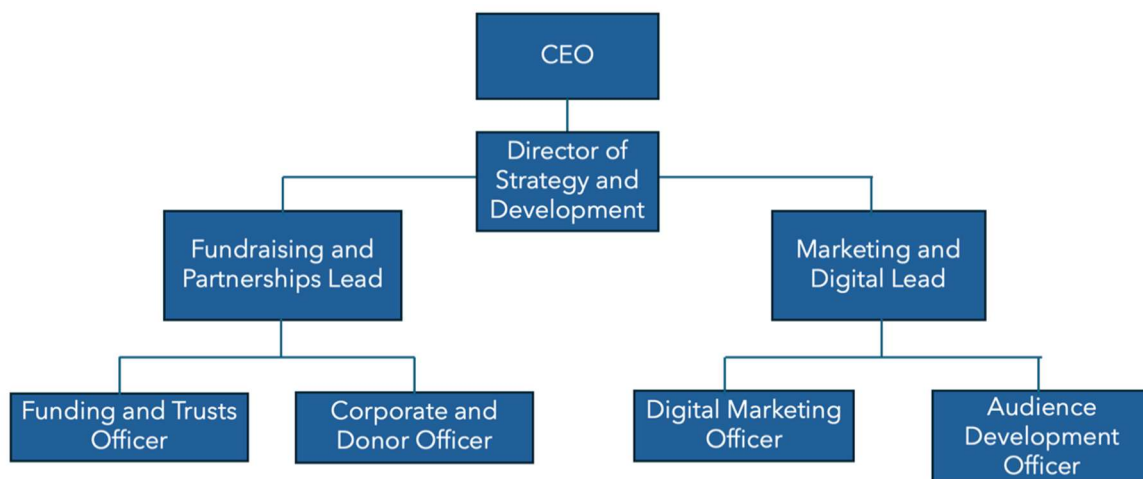 CEO
Director of
Strategy and
Development
Fundraising and
Partnerships Lead
Marketing and
Digital Lead
Funding and Trusts
Officer
Corporate and
Donor Officer
Digital Marketing
Officer
Audience
Development
Officer